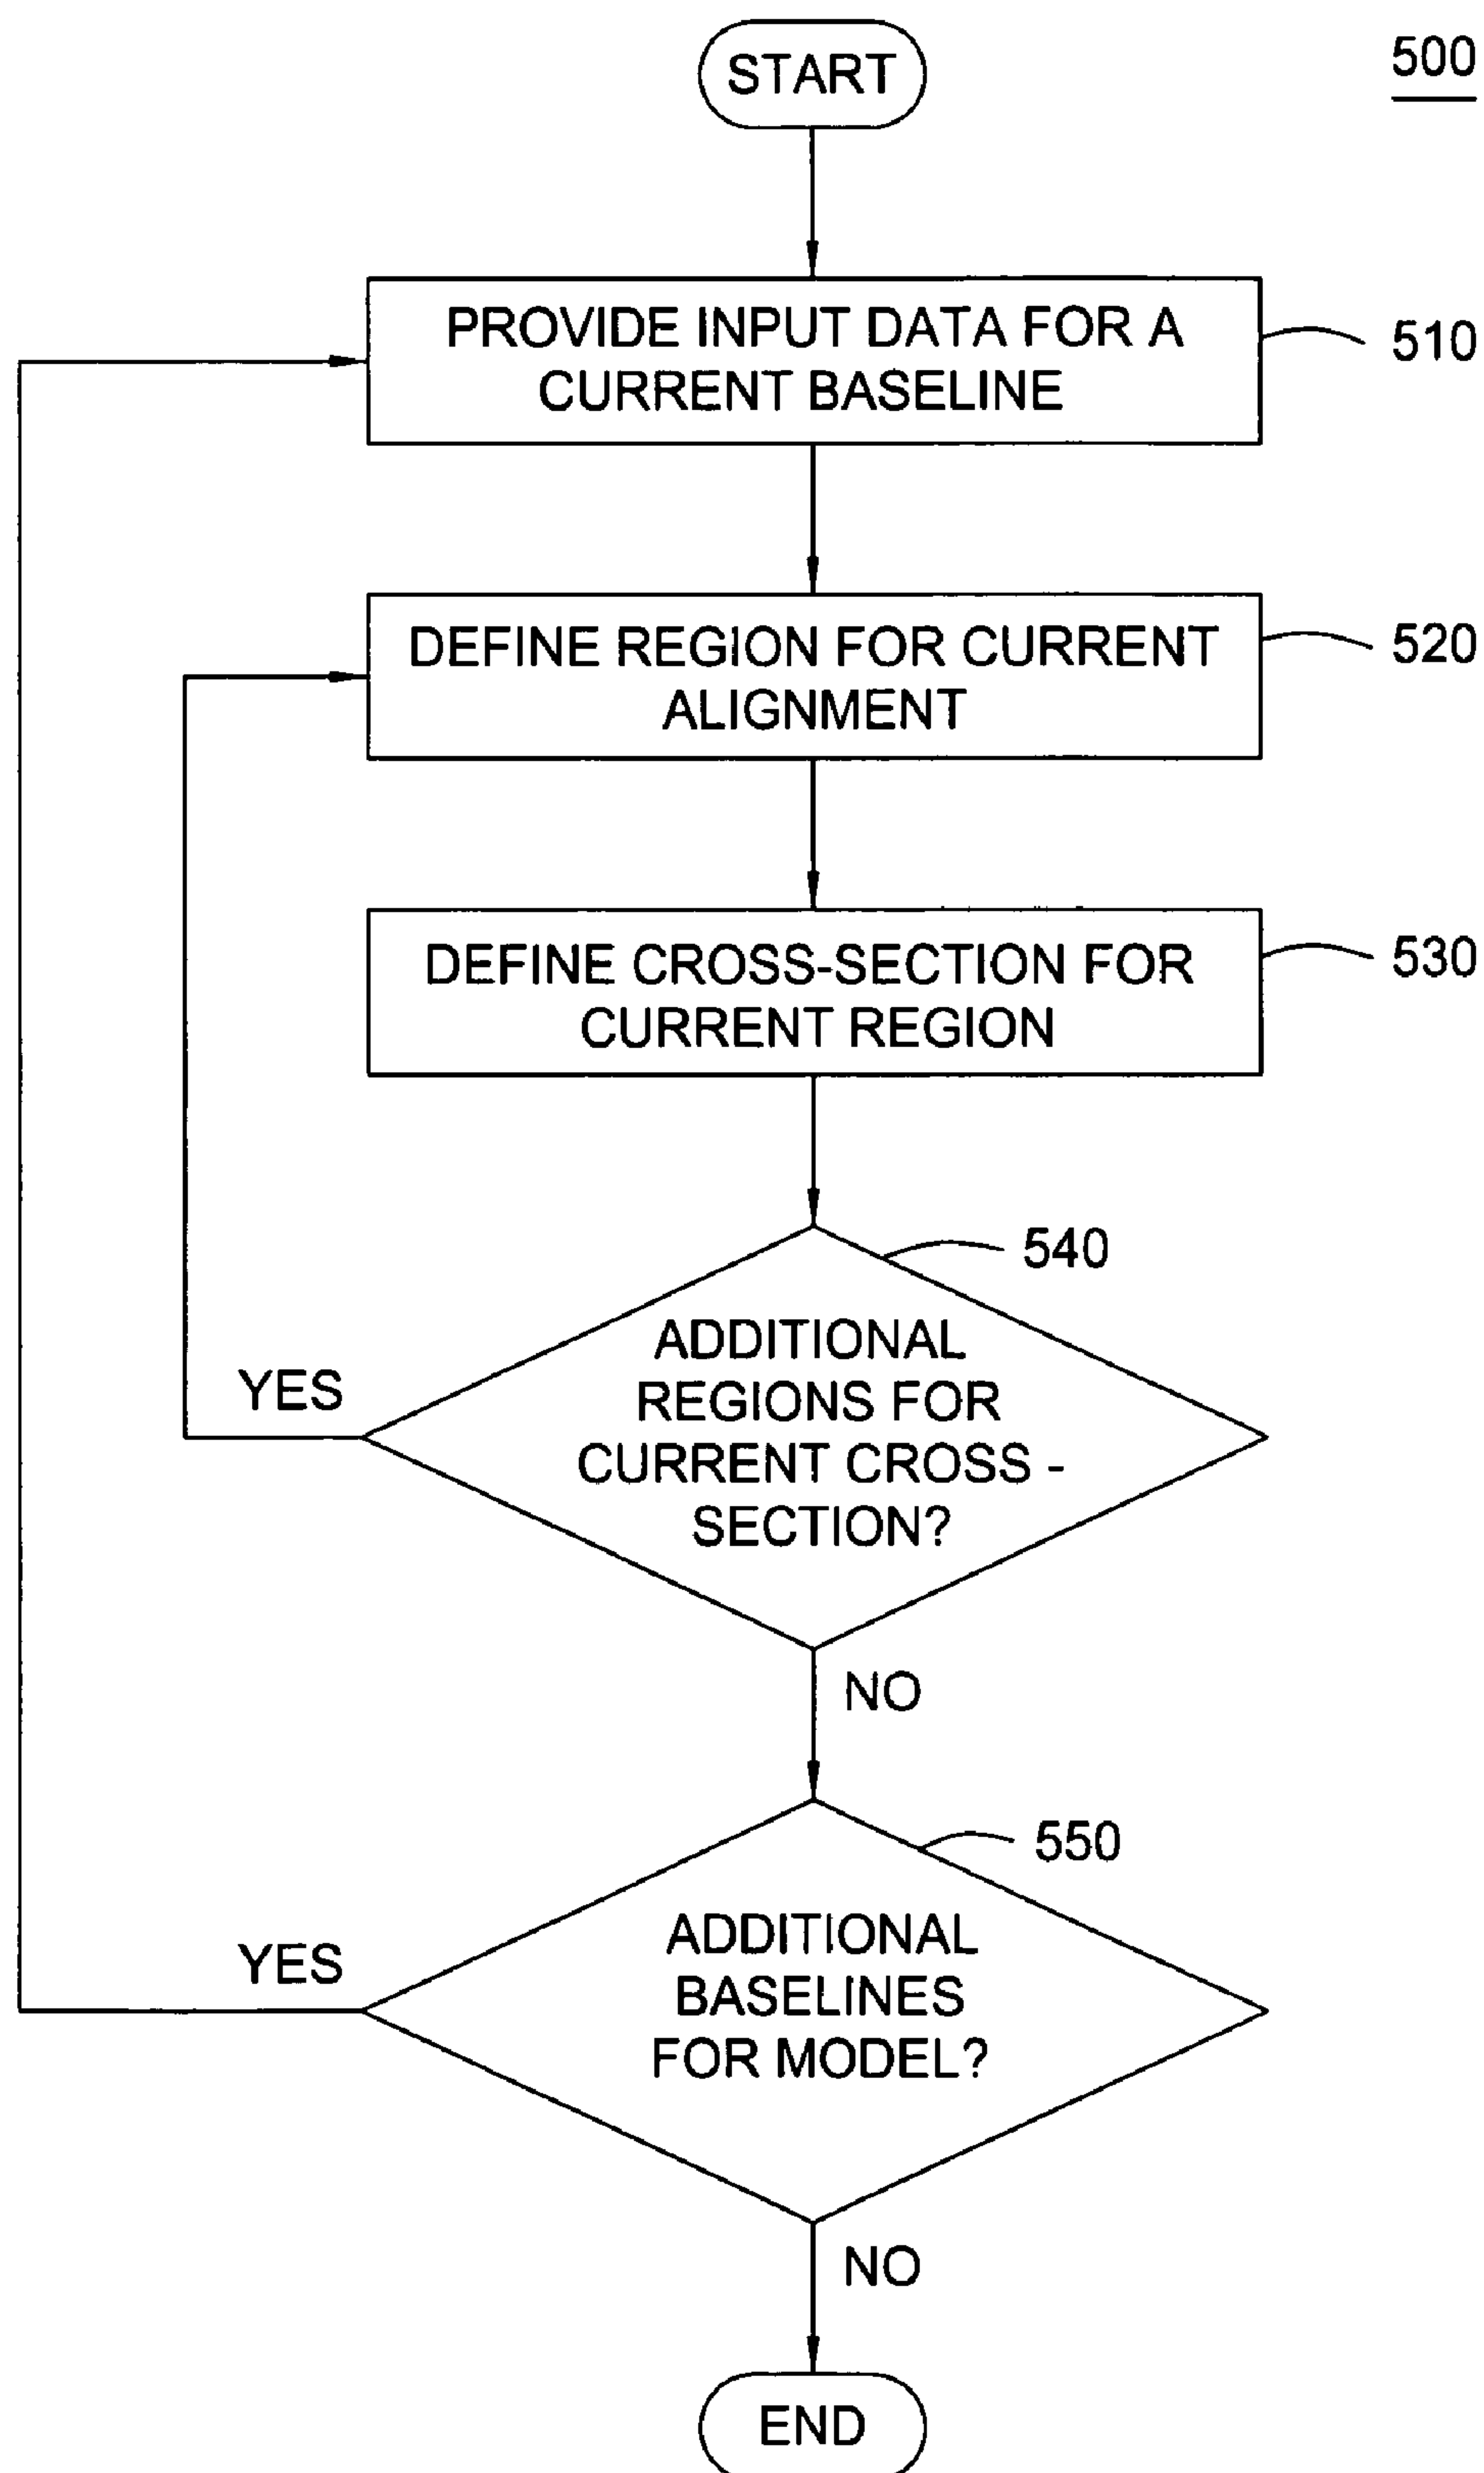 START
500
PROVIDE INPUT DATA FOR A
CURRENT BASELINE
510
DEFINE REGION FOR CURRENT
ALIGNMENT
520
DEFINE CROSS-SECTION FOR
CURRENT REGION
530
540
ADDITIONAL
REGIONS FOR
CURRENT CROSS -
SECTION?
YES
NO
550
ADDITIONAL
BASELINES
FOR MODEL?
YES
NO
END